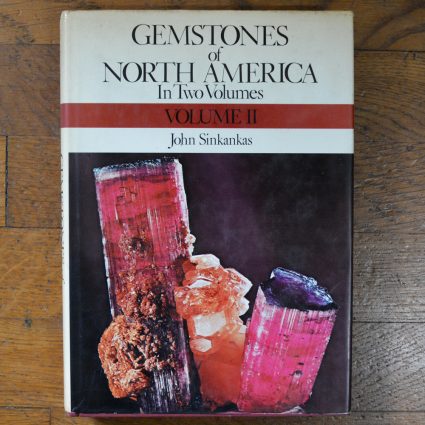 GEMSTONES
of
NORTH AMERICA
In Two Volumes
VOLUME II
John Sinkankas